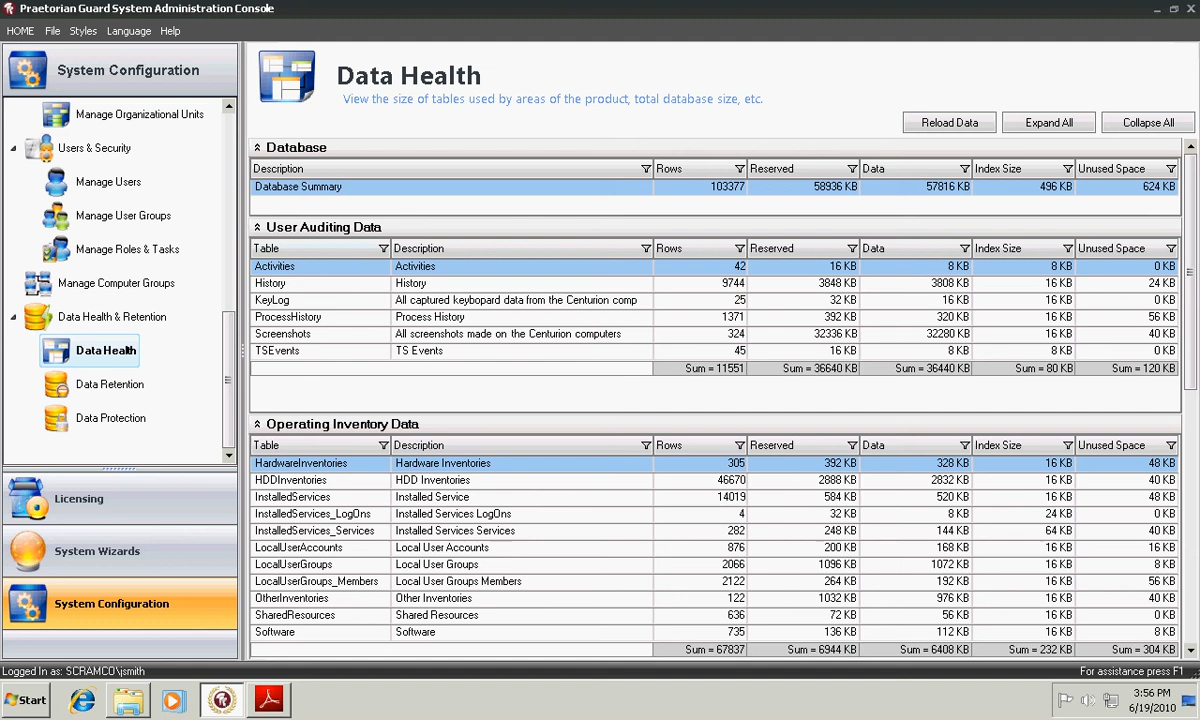 Praetorian Guard System Administration Console
HOME File Styles Language Help
System Configuration
Manage Organizational Units
Users & Security
Manage Users
Manage User Groups
Manage Roles & Tasks
Manage Computer Groups
Data Health & Retention
Data Health
Data Retention
Data Protection
Licensing
System Wizards
System Configuration
Data Health
View the size of tables used by areas of the product, total database size, etc.
Reload Data Expand All Collapse All
Database
Description Rows Reserved Data Index Size Unused Space
Database Summary 103377 58936 KB 57816 KB 496 KB 624 KB
User Auditing Data
Table Description Rows Reserved Data Index Size Unused Space
Activities Activities 42 16 KB 8 KB 8 KB 0 KB
History History 9744 3848 KB 3808 KB 16 KB 24 KB
KeyLog All captured keybopard data from the Centurion comp 25 32 KB 16 KB 16 KB 0 KB
ProcessHistory Process History 1371 392 KB 320 KB 16 KB 56 KB
Screenshots All screenshots made on the Centurion computers 324 32336 KB 32280 KB 16 KB 40 KB
TSEvents TS Events 45 16 KB 8 KB 8 KB 0 KB
Sum = 11551 Sum = 36640 KB Sum = 36440 KB Sum = 80 KB Sum = 120 KB
Operating Inventory Data
Table Description Rows Reserved Data Index Size Unused Space
HardwareInventories Hardware Inventories 305 392 KB 328 KB 16 KB 48 KB
HDDInventories HDD Inventories 46670 2888 KB 2832 KB 16 KB 40 KB
InstalledServices Installed Service 14019 584 KB 520 KB 16 KB 48 KB
InstalledServices_LogOns Installed Services LogOns 4 32 KB 8 KB 24 KB 0 KB
InstalledServices_Services Installed Services Services 282 248 KB 144 KB 64 KB 40 KB
LocalUserAccounts Local User Accounts 876 200 KB 168 KB 16 KB 16 KB
LocalUserGroups Local User Groups 2066 1096 KB 1072 KB 16 KB 8 KB
LocalUserGroups_Members Local User Groups Members 2122 264 KB 192 KB 16 KB 56 KB
OtherInventories Other Inventories 122 1032 KB 976 KB 16 KB 40 KB
SharedResources Shared Resources 636 72 KB 56 KB 16 KB 0 KB
Software Software 735 136 KB 112 KB 16 KB 8 KB
Sum = 67837 Sum = 6944 KB Sum = 6408 KB Sum = 232 KB Sum = 304 KB
Logged In as: SCRAMCO\jsmith For assistance press F1
Start
3:56 PM
6/19/2010